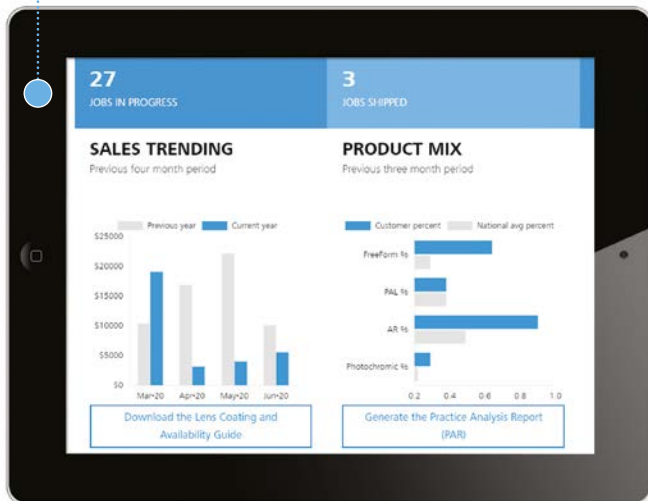 27
JOBS IN PROGRESS
3
JOBS SHIPPED
SALES TRENDING
Previous four month period
Previous year
Current year
$25000
$20000
$15000
$10000
$5000
$0
Mar-20
Apr-20
May-20
Jun-20
Download the Lens Coating and
Availability Guide
PRODUCT MIX
Previous three month period
Customer percent
National avg percent
FreeForm %
PAL %
AR %
Photochromic %
0.2
0.4
0.6
0.8
1.0
Generate the Practice Analysis Report
(PAR)